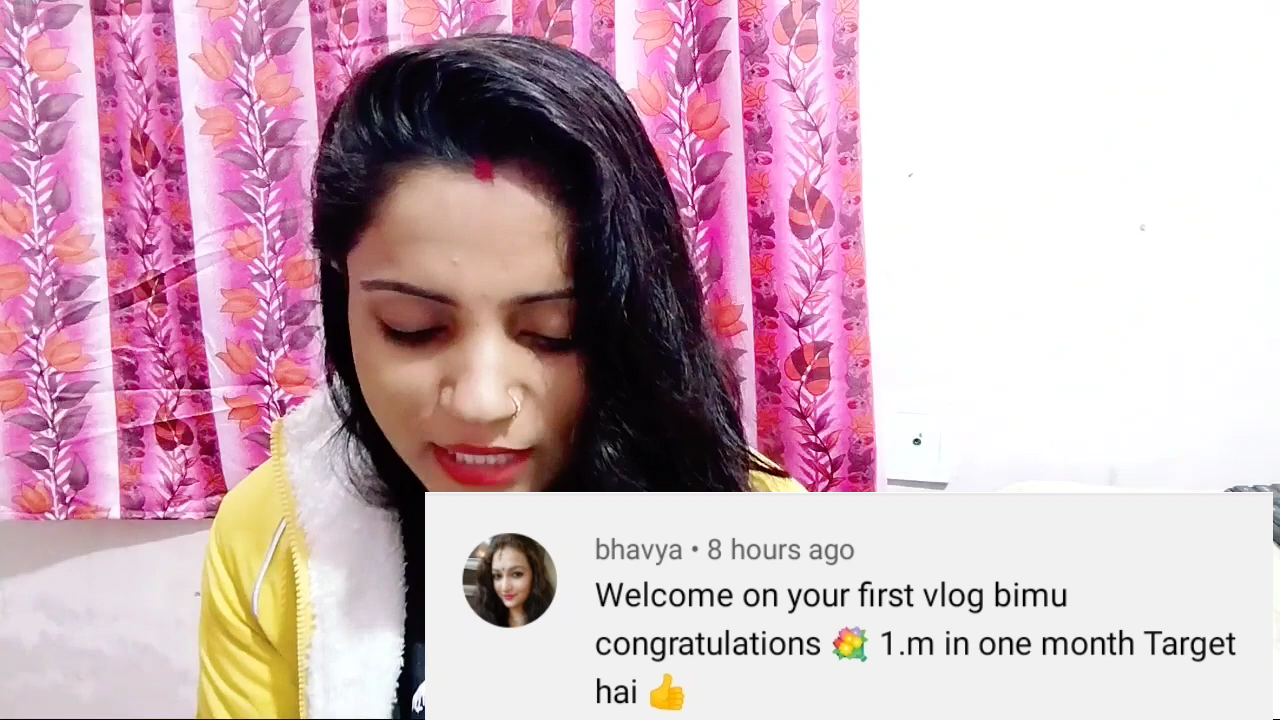 bhavya • 8 hours ago
Welcome on your first vlog bimu
congratulations 💐 1.m in one month Target
hai 👍